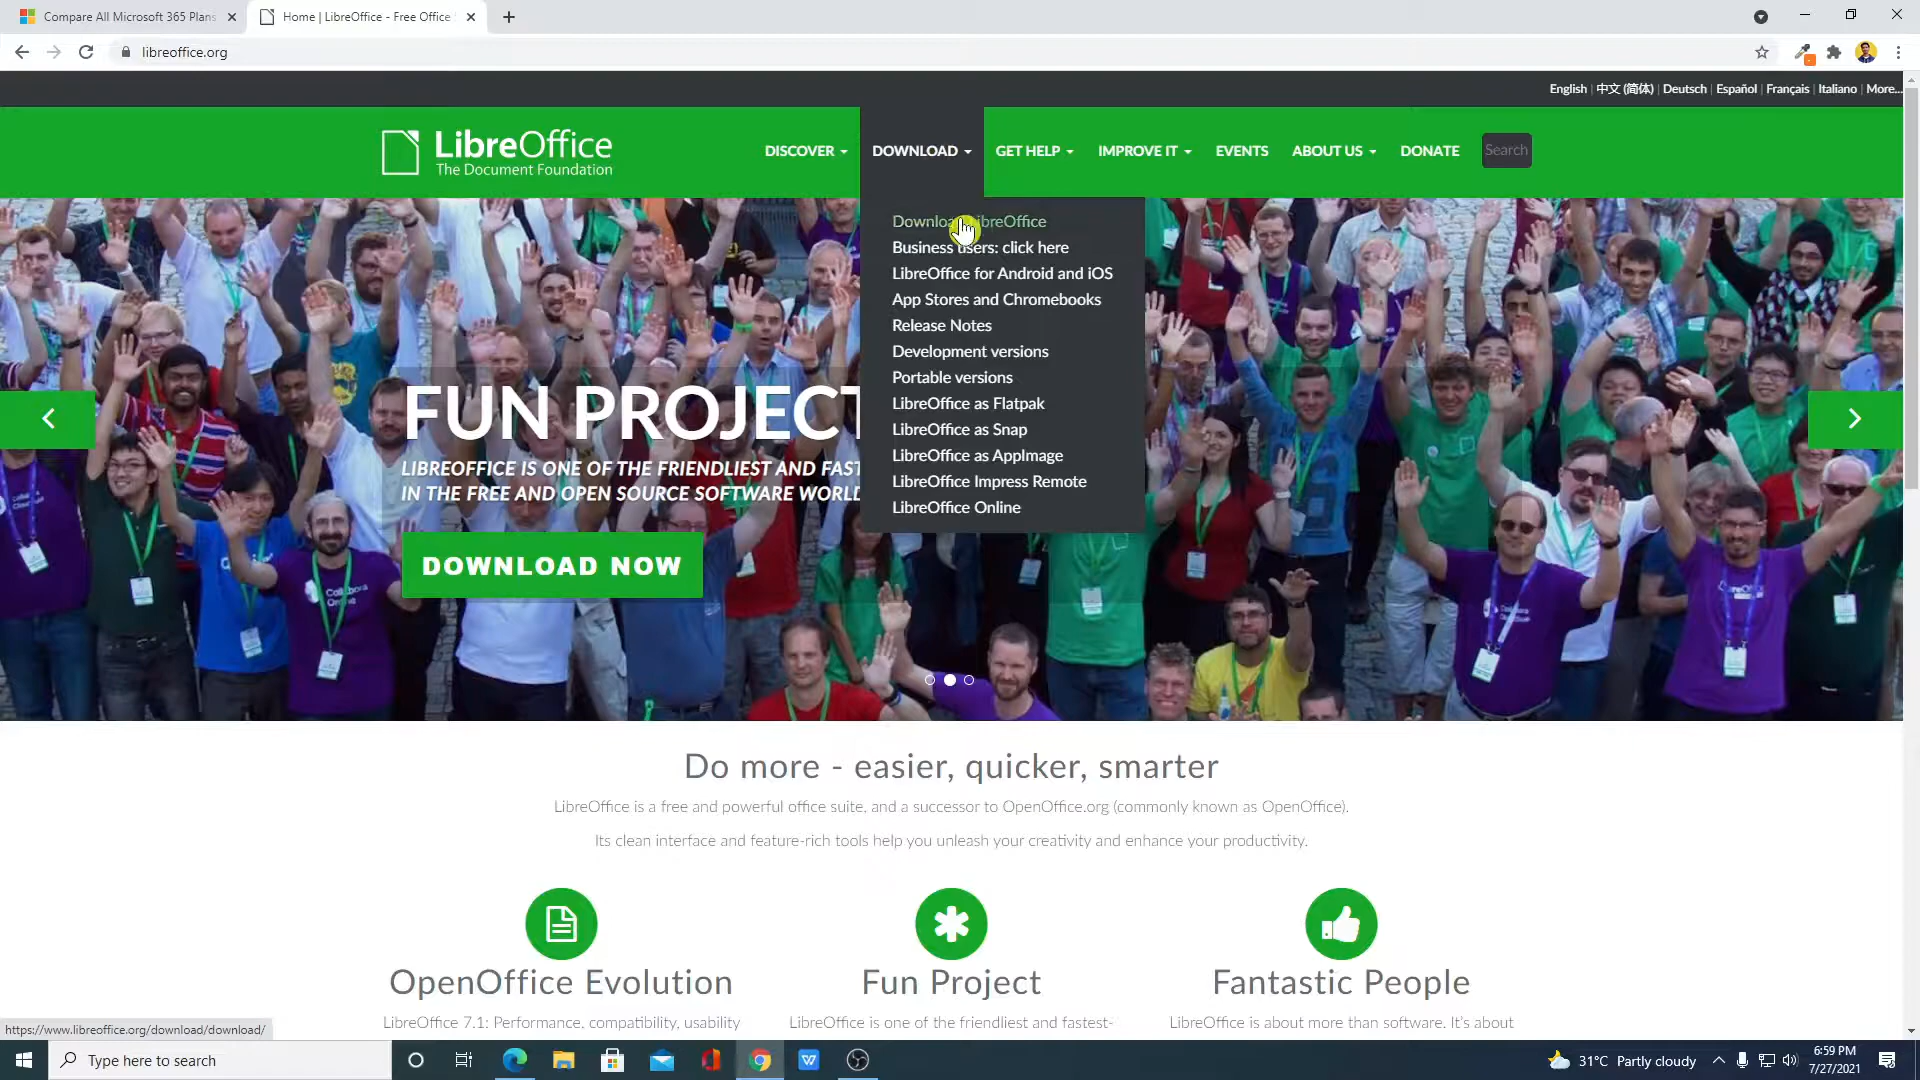 Compare All Microsoft 365 Plans
Home | LibreOffice - Free Office
libreoffice.org
English | 中文 (简体) | Deutsch | Español | Français | Italiano | More...
LibreOffice
The Document Foundation
DISCOVER
DOWNLOAD
GET HELP
IMPROVE IT
EVENTS
ABOUT US
DONATE
Search
Download LibreOffice
Business users: click here
LibreOffice for Android and iOS
App Stores and Chromebooks
Release Notes
Development versions
Portable versions
LibreOffice as Flatpak
LibreOffice as Snap
LibreOffice as AppImage
LibreOffice Impress Remote
LibreOffice Online
FUN PROJECT
LIBREOFFICE IS ONE OF THE FRIENDLIEST AND FAST
IN THE FREE AND OPEN SOURCE SOFTWARE WORLD
DOWNLOAD NOW
Do more - easier, quicker, smarter
LibreOffice is a free and powerful office suite, and a successor to OpenOffice.org (commonly known as OpenOffice).
Its clean interface and feature-rich tools help you unleash your creativity and enhance your productivity.
OpenOffice Evolution
Fun Project
Fantastic People
LibreOffice 7.1: Performance, compatibility, usability
LibreOffice is one of the friendliest and fastest-
LibreOffice is about more than software. It's about
https://www.libreoffice.org/download/download/
Type here to search
31°C Partly cloudy
6:59 PM
7/27/2021